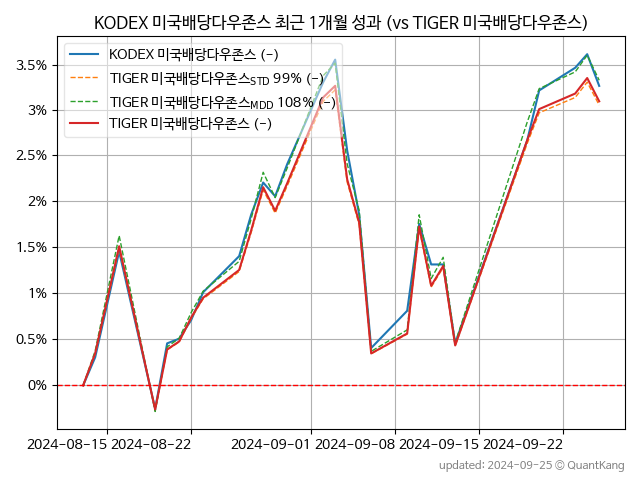 KODEX 미국배당다우존스 최근 1개월 성과 (vs TIGER 미국배당다우존스)
KODEX 미국배당다우존스 (-)
TIGER 미국배당다우존스STD 99% (-)
TIGER 미국배당다우존스MDD 108% (-)
TIGER 미국배당다우존스 (-)
3.5%
3%
2.5%
2%
1.5%
1%
0.5%
0%
2024-08-15 2024-08-22 2024-09-01 2024-09-08 2024-09-15 2024-09-22
updated: 2024-09-25 © QuantKang